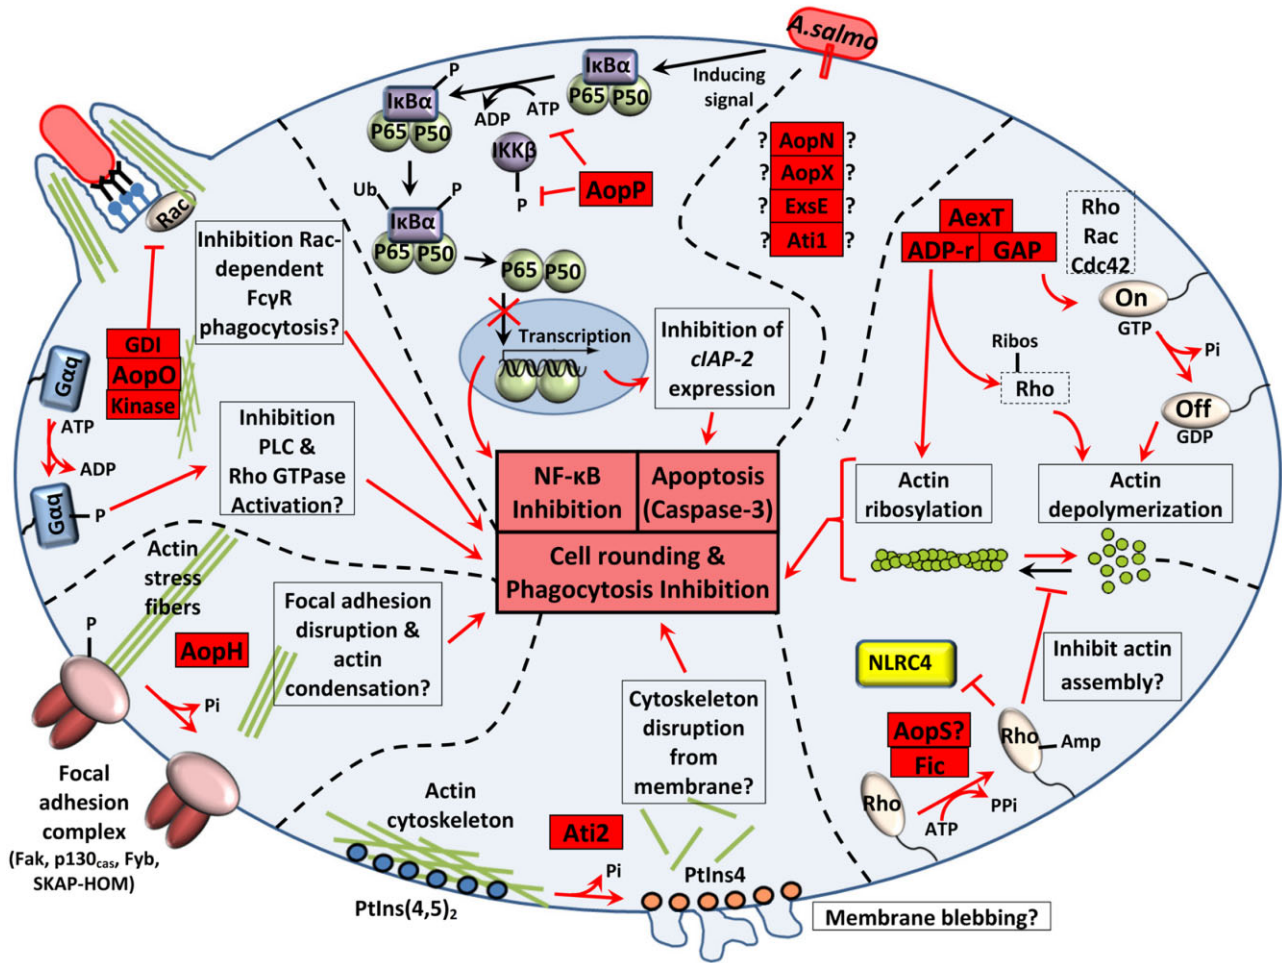 A.salmo
Inducing
signal
IκBα
P65 P50
ATP
ADP
P
IκBα
P65 P50
IKKβ
P
AopP
Ub
P
IκBα
P65 P50
P65 P50
Transcription
Inhibition of
cIAP-2
expression
? AopN ?
? AopX ?
? ExsE ?
? Ati1 ?
AexT
ADP-r GAP
Rho
Rac
Cdc42
On
GTP
Pi
Off
GDP
Ribos
Rho
Actin
ribosylation
Actin
depolymerization
Rac
Inhibition Rac-
dependent
FcγR
phagocytosis?
GDI
AopO
Kinase
Gαq
ATP
ADP
Gαq
P
Inhibition
PLC &
Rho GTPase
Activation?
NF-κB
Inhibition
Apoptosis
(Caspase-3)
Cell rounding &
Phagocytosis Inhibition
Actin
stress
fibers
P
AopH
Pi
Focal adhesion
disruption &
actin
condensation?
Focal
adhesion
complex
(Fak, p130cas, Fyb,
SKAP-HOM)
Actin
cytoskeleton
PtIns(4,5)2
Ati2
Pi
PtIns4
Cytoskeleton
disruption
from
membrane?
Membrane blebbing?
NLRC4
Inhibit actin
assembly?
AopS?
Fic
Rho
Amp
Rho
ATP
PPi